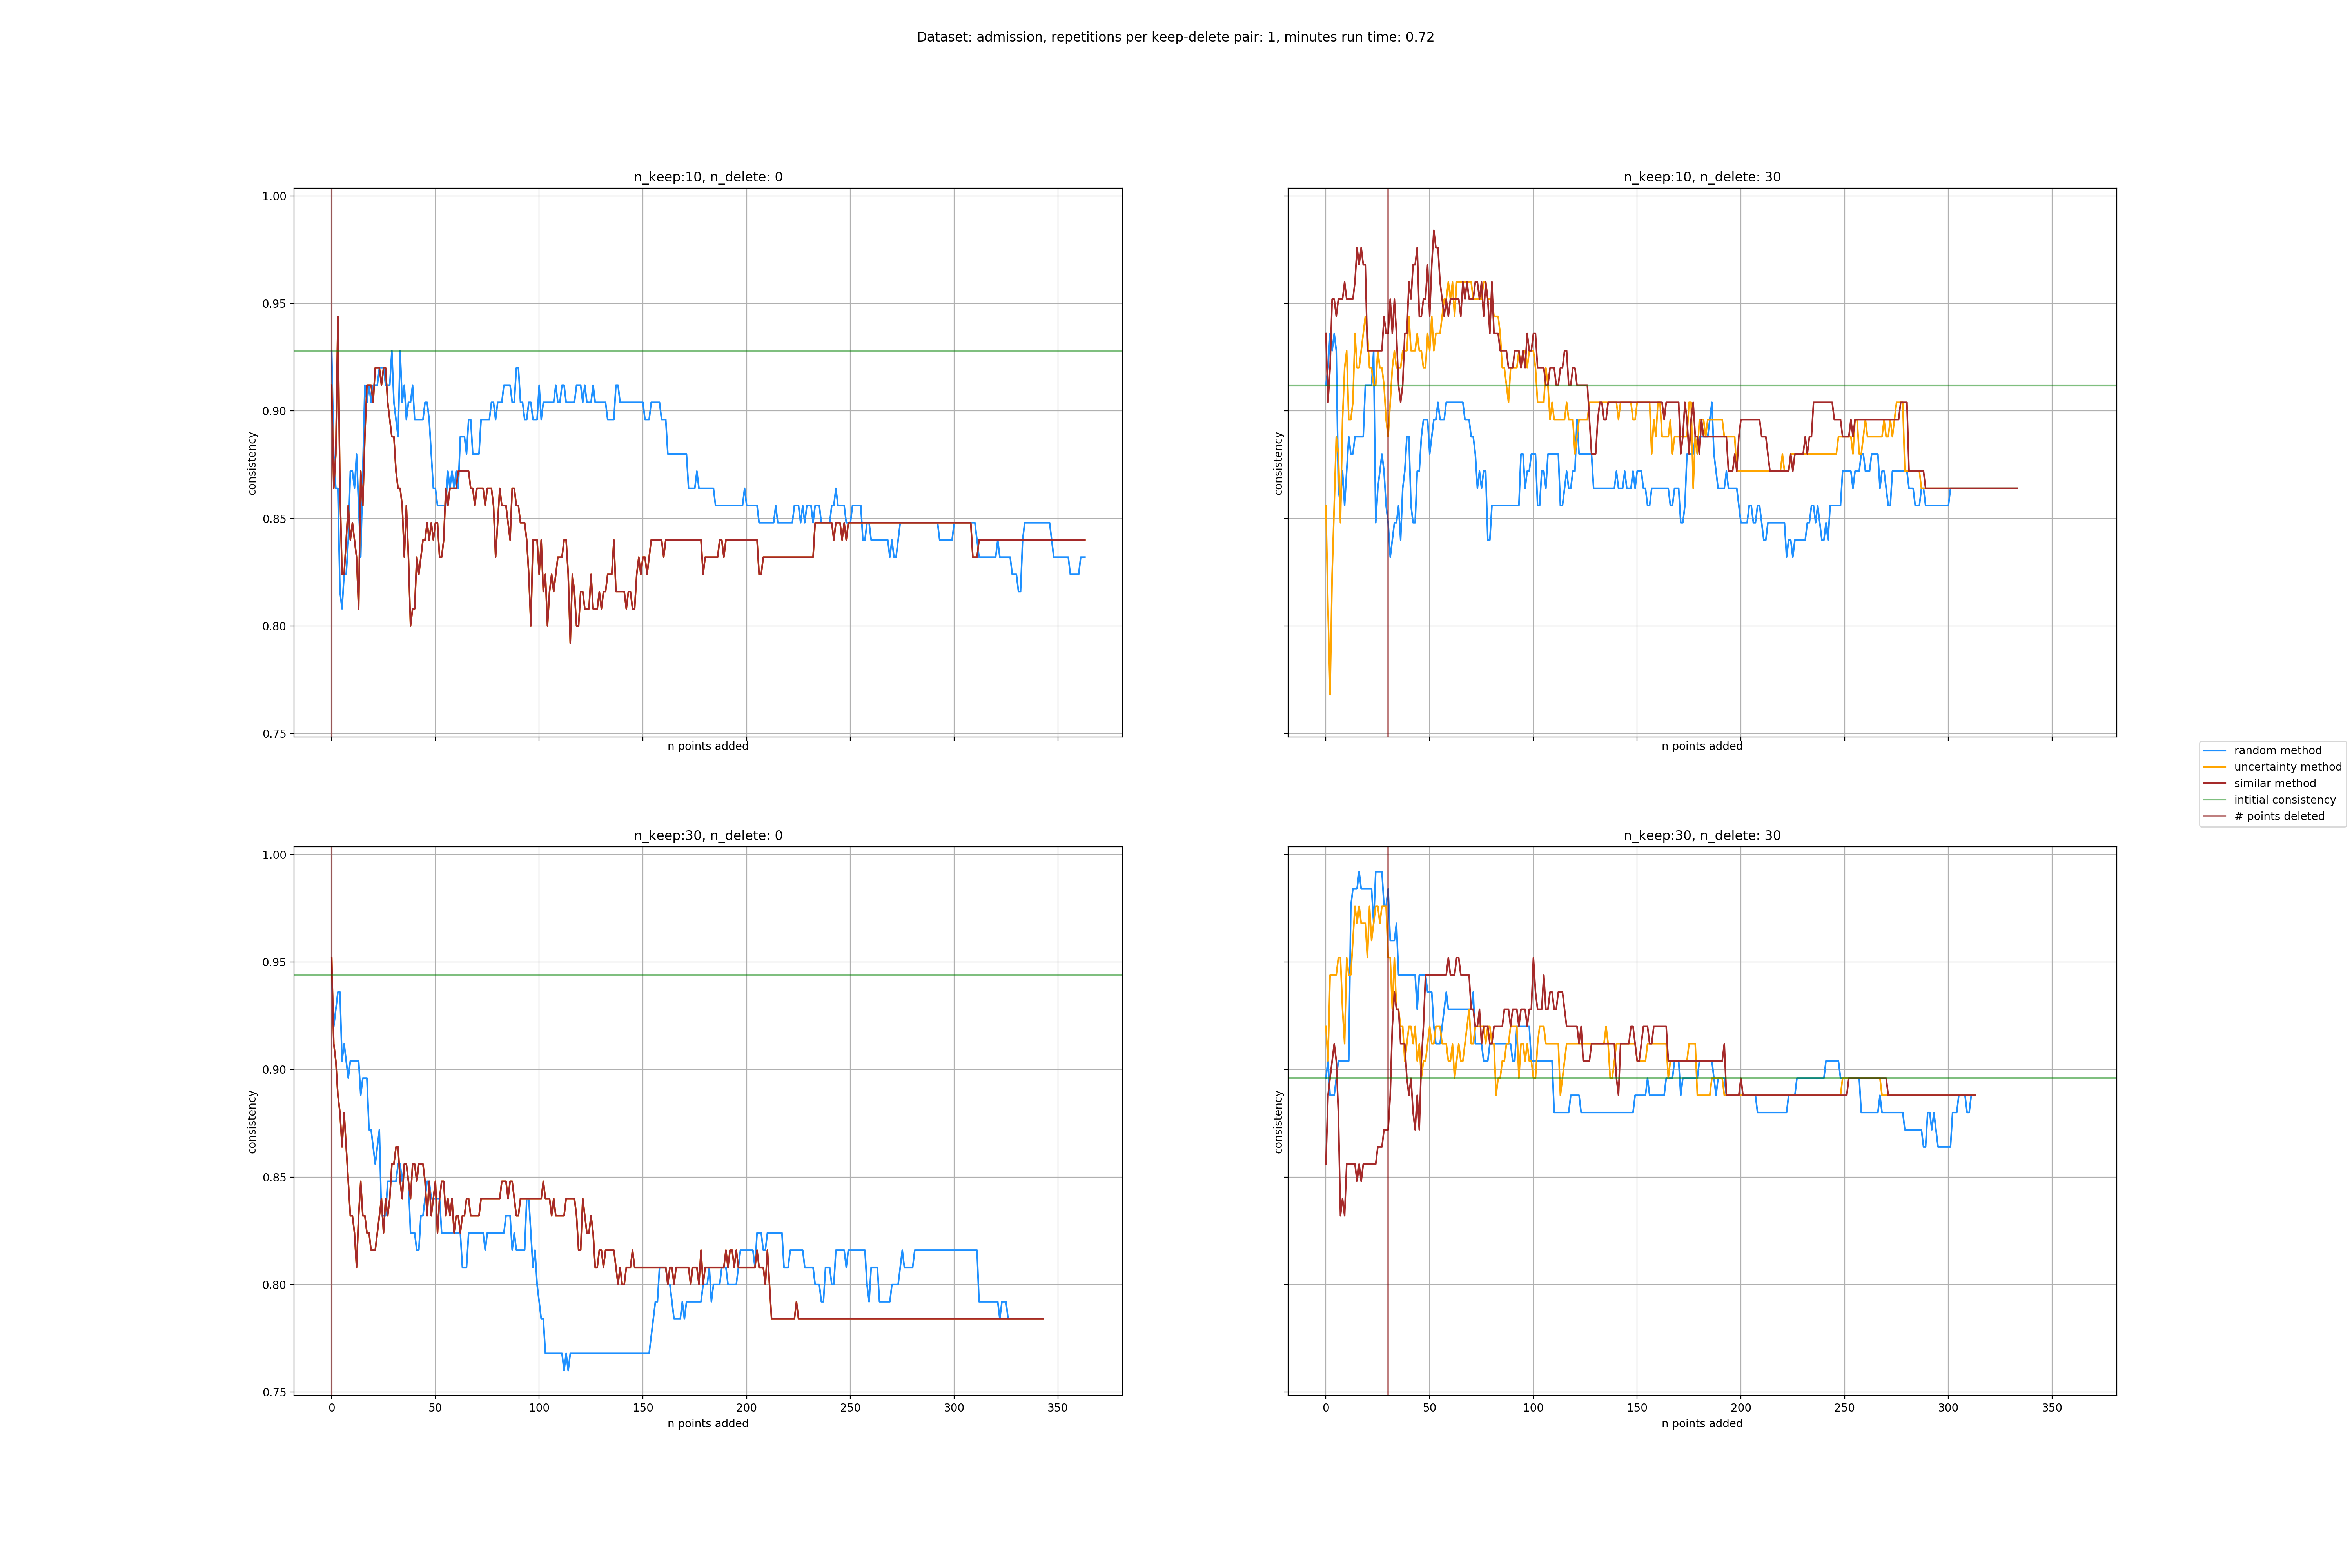 Dataset: admission, repetitions per keep-delete pair: 1, minutes run time: 0.72
n_keep:10, n_delete: 0
1.00
0.95
0.90
0.85
0.80
0.75
consistency
n points added
n_keep:10, n_delete: 30
consistency
n points added
random method
uncertainty method
similar method
intitial consistency
# points deleted
n_keep:30, n_delete: 0
1.00
0.95
0.90
0.85
0.80
0.75
consistency
0 50 100 150 200 250 300 350
n points added
n_keep:30, n_delete: 30
consistency
0 50 100 150 200 250 300 350
n points added